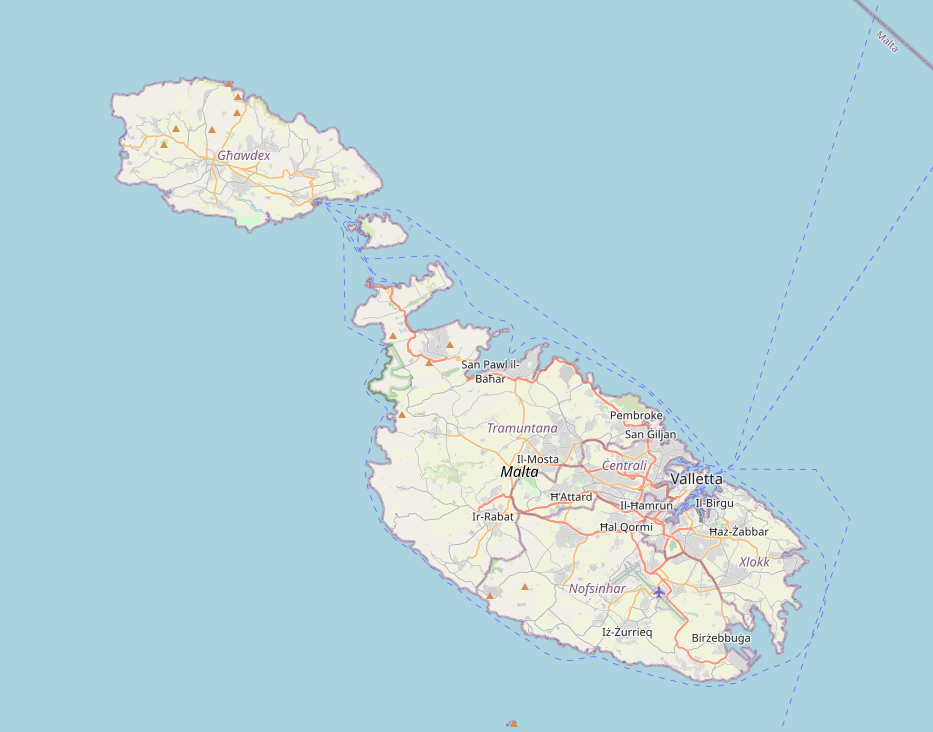 Malta
Għawdex
San Pawl il-
Baħar
Pembroke
Tramuntana
San Ġiljan
Il-Mosta
Ċentrali
Malta
Valletta
Ħ'Attard
Il-Ħamrun
Il-Birgu
Ir-Rabat
Ħal Qormi
Ħaż-Żabbar
Xlokk
Nofsinhar
Iż-Żurrieq
Birżebbuġa